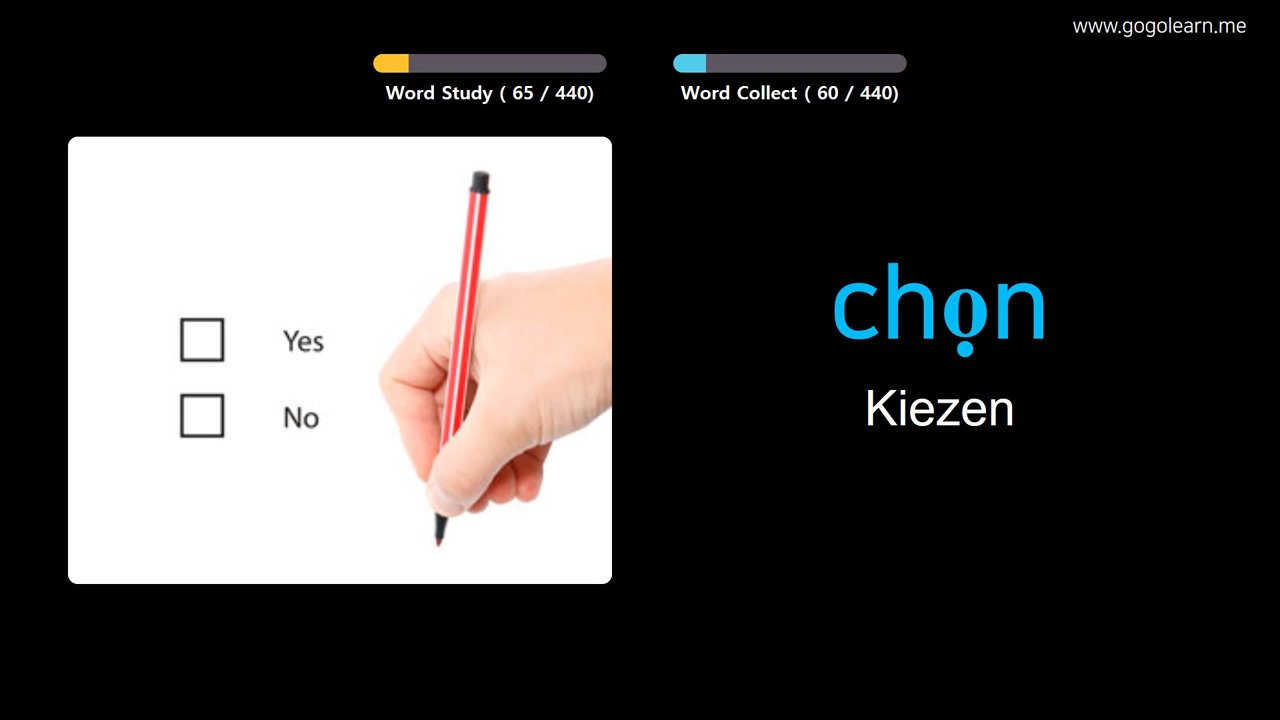 www.gogolearn.me
Word Study ( 65 / 440)
Word Collect ( 60 / 440)
Yes
No
chọn
Kiezen